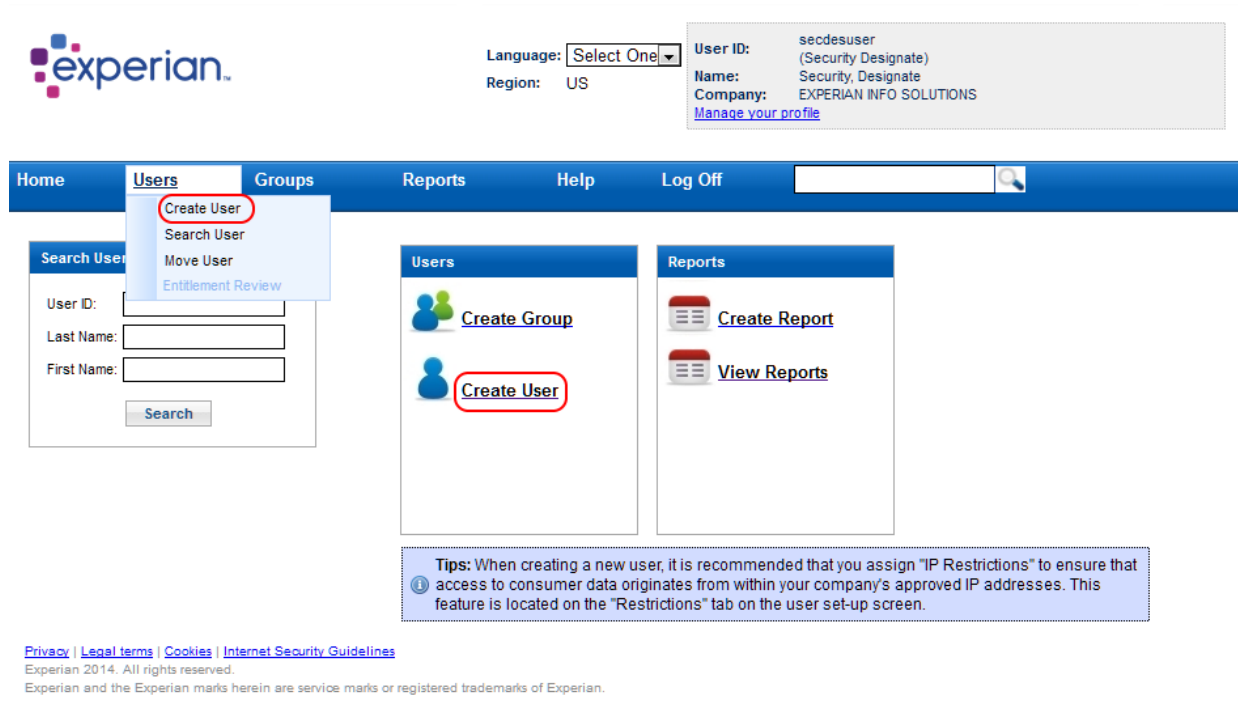 experian™
Language: Select One
Region: US
User ID: secdesuser
(Security Designate)
Name: Security, Designate
Company: EXPERIAN INFO SOLUTIONS
Manage your profile
Home Users Groups Reports Help Log Off
Create User
Search User
Move User
Entitlement Review
Search User
User ID:
Last Name:
First Name:
Search
Users
Create Group
Create User
Reports
Create Report
View Reports
Tips: When creating a new user, it is recommended that you assign "IP Restrictions" to ensure that
access to consumer data originates from within your company's approved IP addresses. This
feature is located on the "Restrictions" tab on the user set-up screen.
Privacy | Legal terms | Cookies | Internet Security Guidelines
Experian 2014. All rights reserved.
Experian and the Experian marks herein are service marks or registered trademarks of Experian.